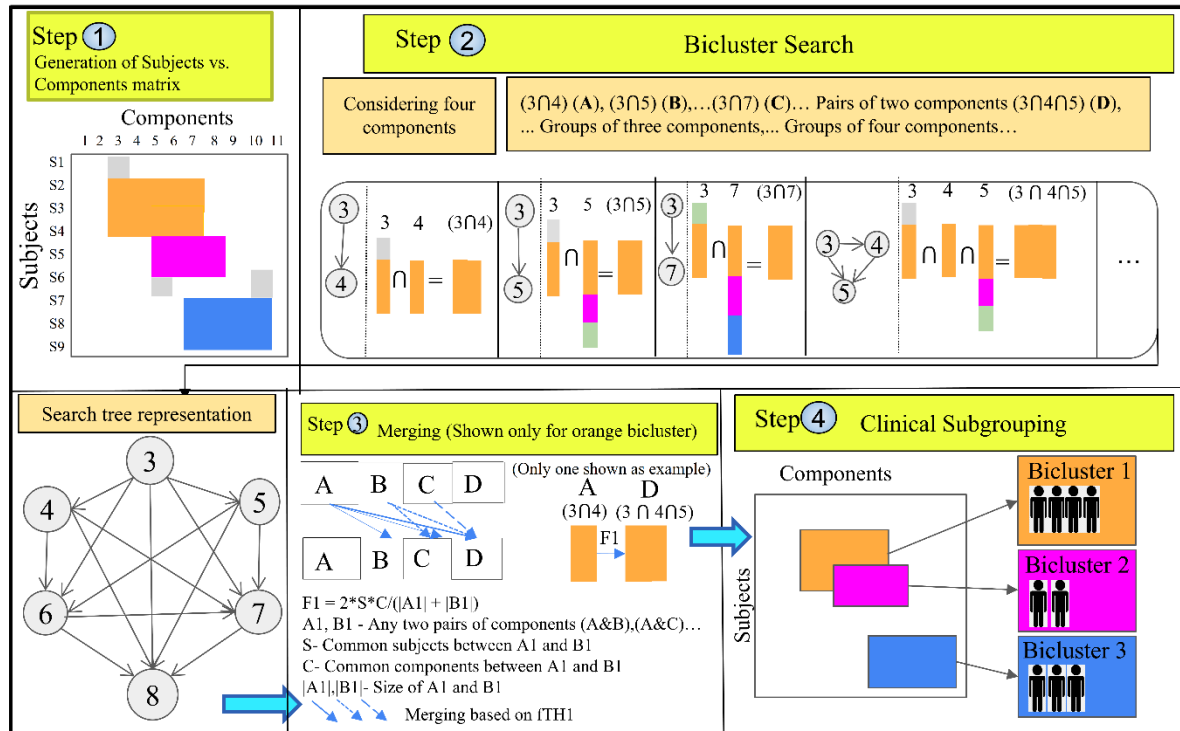 Step 1
Generation of Subjects vs.
Components matrix
Components
1 2 3 4 5 6 7 8 9 10 11
Subjects
S1
S2
S3
S4
S5
S6
S7
S8
S9
Step 2 Bicluster Search
Considering four
components
(3∩4) (A), (3∩5) (B),…(3∩7) (C)… Pairs of two components (3∩4∩5) (D),
... Groups of three components,... Groups of four components…
3
4
3 4 (3∩4)
∩ =
3
5
3 5 (3∩5)
∩ =
3
7
3 7 (3∩7)
∩ =
3 4
5
3 4 5 (3 ∩ 4∩5)
∩ ∩ =
…
Search tree representation
3
4 5
6 7
8
Step 3 Merging (Shown only for orange bicluster)
(Only one shown as example)
A B C D
A B C D
A D
(3∩4) (3 ∩ 4∩5)
F1
F1 = 2*S*C/(|A1| + |B1|)
A1, B1 - Any two pairs of components (A&B),(A&C)…
S- Common subjects between A1 and B1
C- Common components between A1 and B1
|A1|,|B1|- Size of A1 and B1
Merging based on fTH1
Step 4 Clinical Subgrouping
Components
Subjects
Bicluster 1
Bicluster 2
Bicluster 3